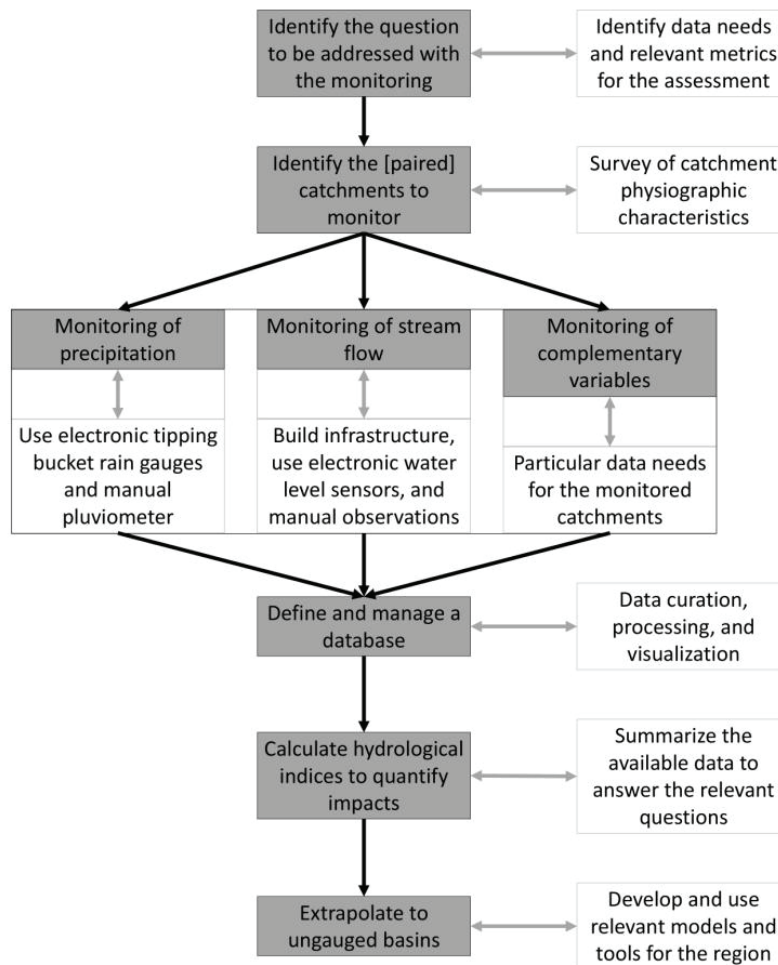 Identify the question
to be addressed with
the monitoring
Identify data needs
and relevant metrics
for the assessment
Identify the [paired]
catchments to
monitor
Survey of catchment
physiographic
characteristics
Monitoring of
precipitation
Use electronic tipping
bucket rain gauges
and manual
pluviometer
Monitoring of stream
flow
Build infrastructure,
use electronic water
level sensors, and
manual observations
Monitoring of
complementary
variables
Particular data needs
for the monitored
catchments
Define and manage a
database
Data curation,
processing, and
visualization
Calculate hydrological
indices to quantify
impacts
Summarize the
available data to
answer the relevant
questions
Extrapolate to
ungauged basins
Develop and use
relevant models and
tools for the region